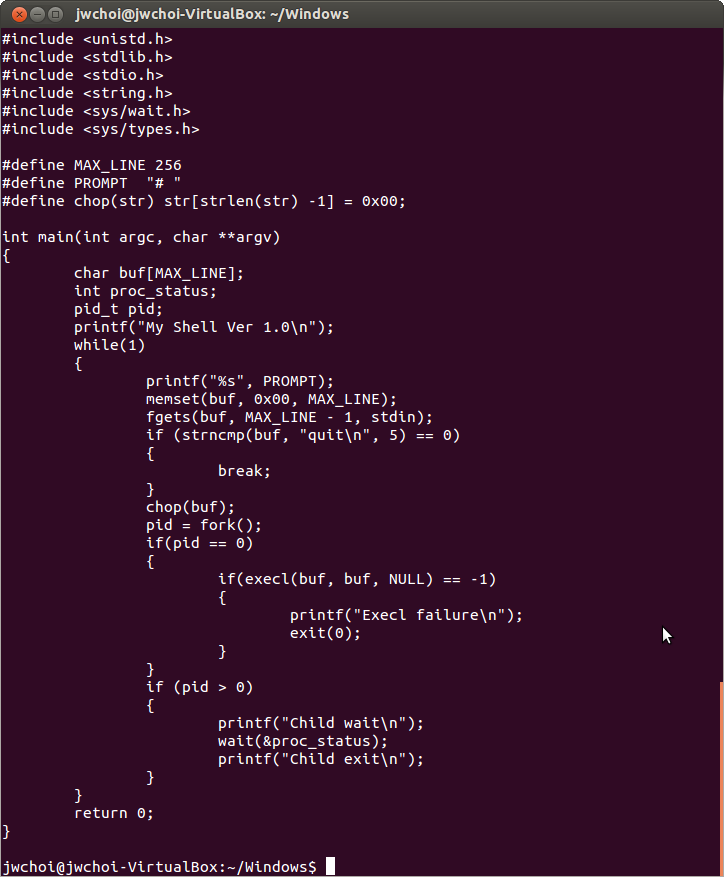 jwchoi@jwchoi-VirtualBox: ~/Windows
#include <unistd.h>
#include <stdlib.h>
#include <stdio.h>
#include <string.h>
#include <sys/wait.h>
#include <sys/types.h>

#define MAX_LINE 256
#define PROMPT  "# "
#define chop(str) str[strlen(str) -1] = 0x00;

int main(int argc, char **argv)
{
        char buf[MAX_LINE];
        int proc_status;
        pid_t pid;
        printf("My Shell Ver 1.0\n");
        while(1)
        {
                printf("%s", PROMPT);
                memset(buf, 0x00, MAX_LINE);
                fgets(buf, MAX_LINE - 1, stdin);
                if (strncmp(buf, "quit\n", 5) == 0)
                {
                        break;
                }
                chop(buf);
                pid = fork();
                if(pid == 0)
                {
                        if(execl(buf, buf, NULL) == -1)
                        {
                                printf("Execl failure\n");
                                exit(0);
                        }
                }
                if (pid > 0)
                {
                        printf("Child wait\n");
                        wait(&proc_status);
                        printf("Child exit\n");
                }
        }
        return 0;
}

jwchoi@jwchoi-VirtualBox:~/Windows$